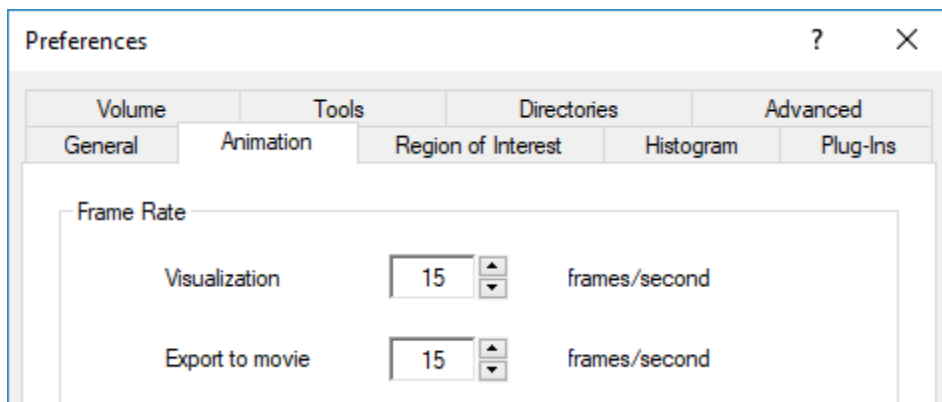 Preferences ?
Volume Tools Directories Advanced
General Animation Region of Interest Histogram Plug-Ins
Frame Rate
Visualization 15 frames/second
Export to movie 15 frames/second